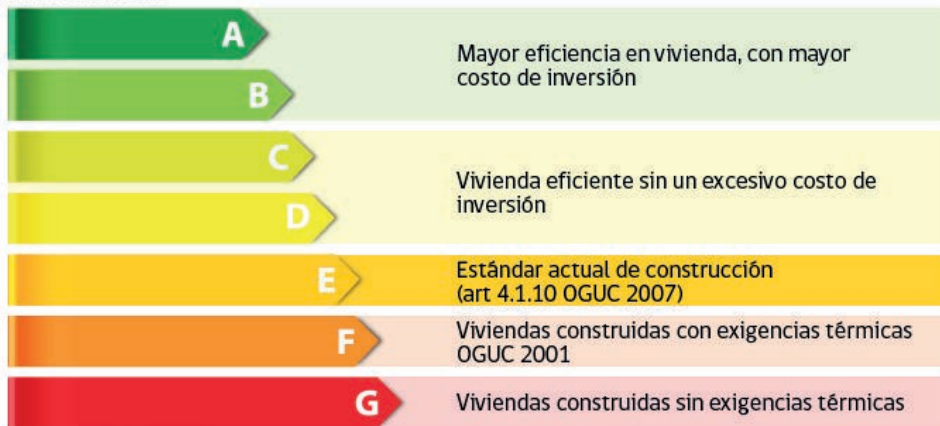 A
B
Mayor eficiencia en vivienda, con mayor
costo de inversión
C
D
Vivienda eficiente sin un excesivo costo de
inversión
E
Estándar actual de construcción
(art 4.1.10 OGUC 2007)
F
Viviendas construidas con exigencias térmicas
OGUC 2001
G
Viviendas construidas sin exigencias térmicas